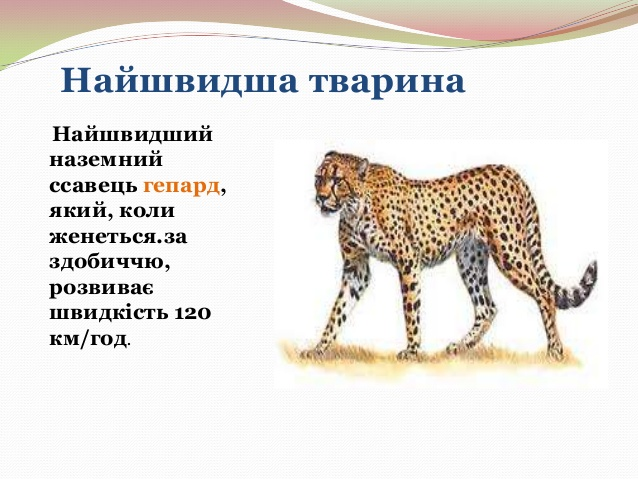 Найшвидша тварина
Найшвидший
наземний
ссавець гепард,
який, коли
женеться.за
здобиччю,
розвиває
швидкість 120
км/год.